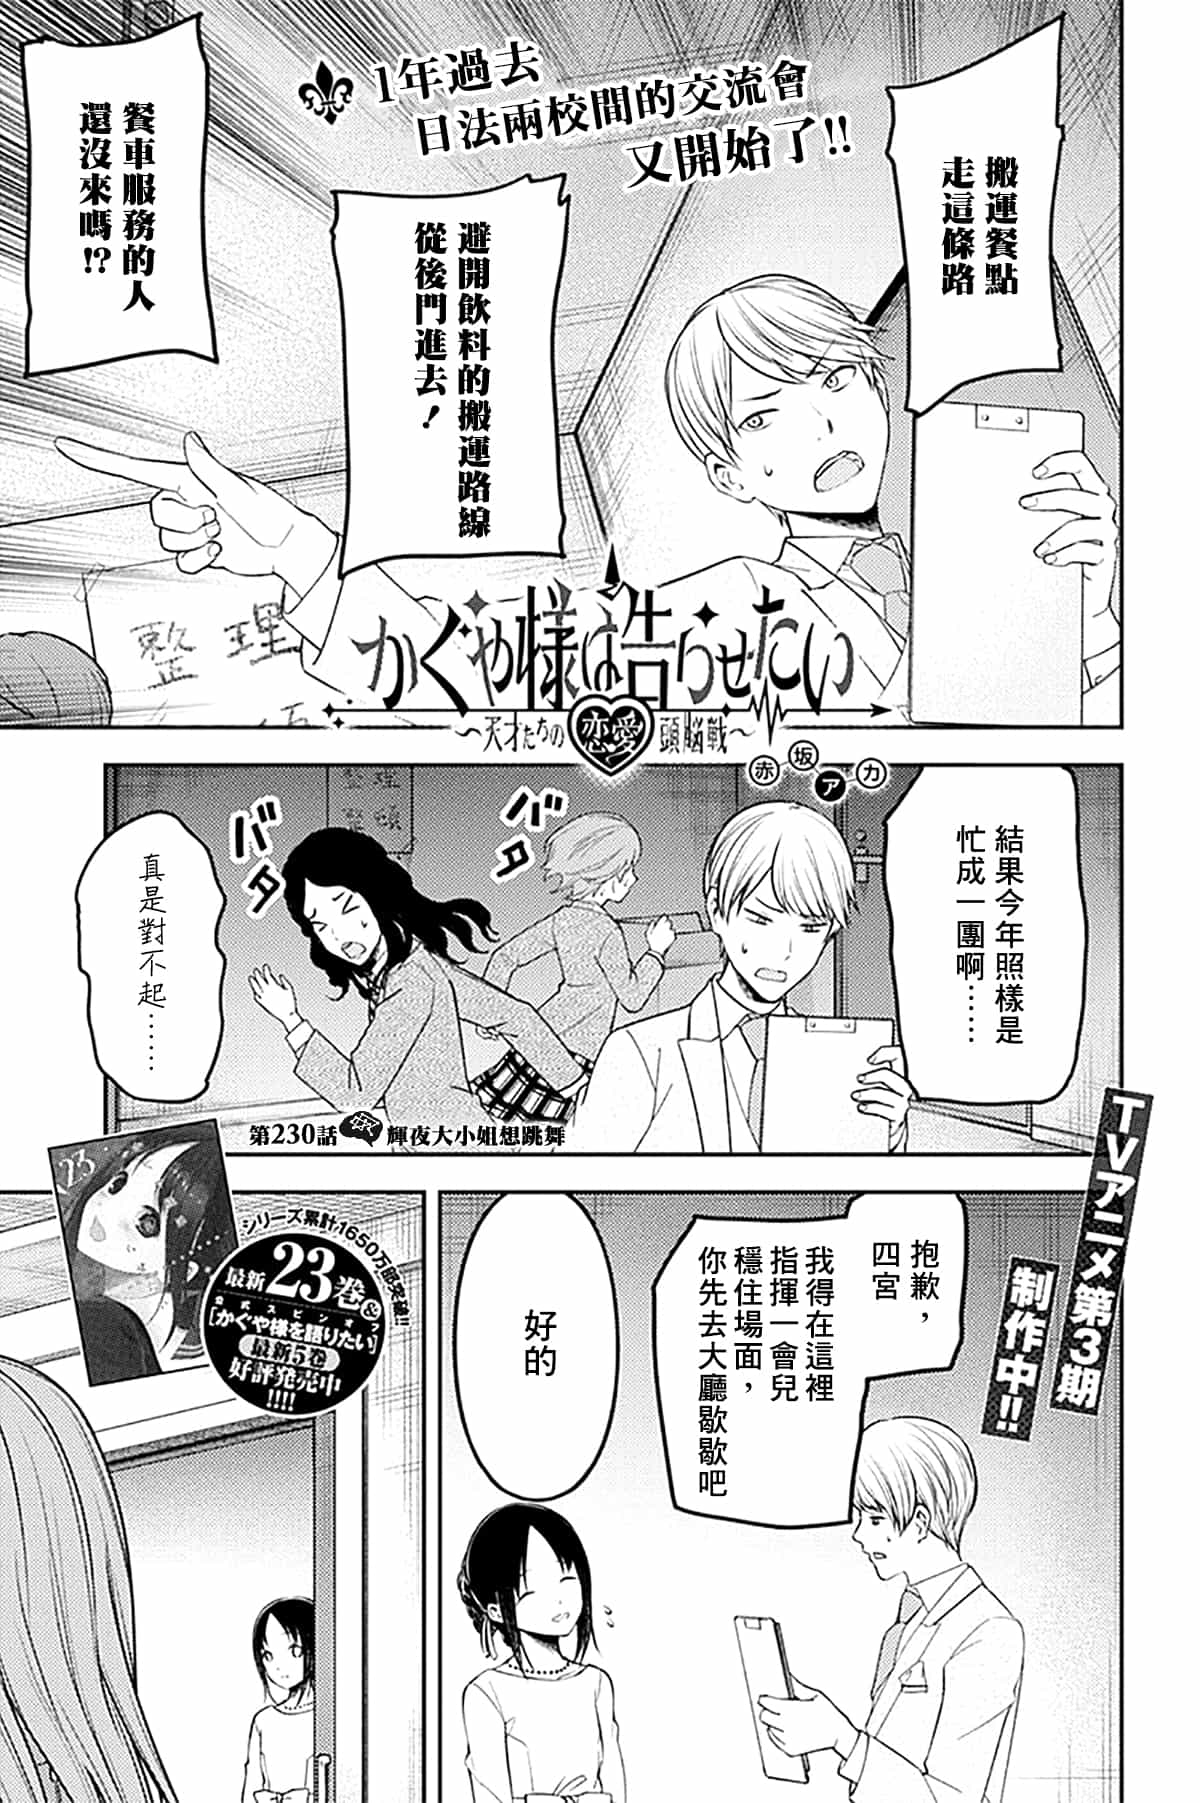 1年過去
日法兩校間的交流會
又開始了!!
搬運餐點
走這條路
避開飲料的搬運路線
從後門進去！
餐車服務的人
還沒來嗎!?
整理
かぐや様は告らせたい
～天才たちの恋愛頭脳戦～
赤坂アカ
結果今年照樣是
忙成一團啊……
整理
整頓
バタ
バタ
真是對不起……
第230話 輝夜大小姐想跳舞
TVアニメ第3期
制作中!!
23
シリーズ累計1650万部突破!!
最新23巻&
公式スピンオフ
[かぐや様を語りたい]
最新5巻
好評発売中
!!!!
抱歉，
四宮
我得在這裡
指揮一會兒
穩住場面，
你先去大廳歇歇吧
好的